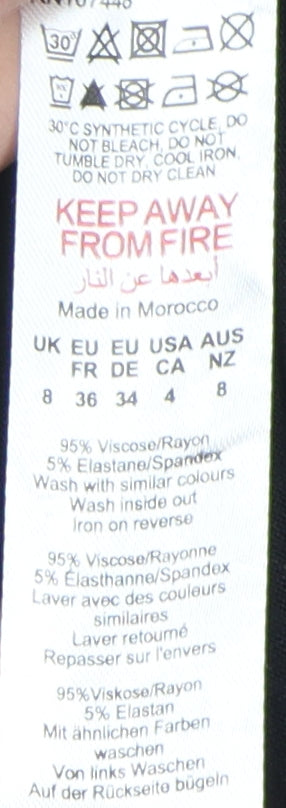 30°
30°C SYNTHETIC CYCLE, DO
NOT BLEACH, DO NOT
TUMBLE DRY, COOL IRON,
DO NOT DRY CLEAN
KEEP AWAY
FROM FIRE
أبعدها عن النار
Made in Morocco
UK EU EU USA AUS
FR DE CA NZ
8 36 34 4 8
95% Viscose/Rayon
5% Elastane/Spandex
Wash with similar colours
Wash inside out
Iron on reverse
95% Viscose/Rayonne
5% Élasthanne/Spandex
Laver avec des couleurs
similaires
Laver retourné
Repasser sur l'envers
95%Viskose/Rayon
5% Elastan
Mit ähnlichen Farben
waschen
Von links Waschen
Auf der Rückseite bügeln